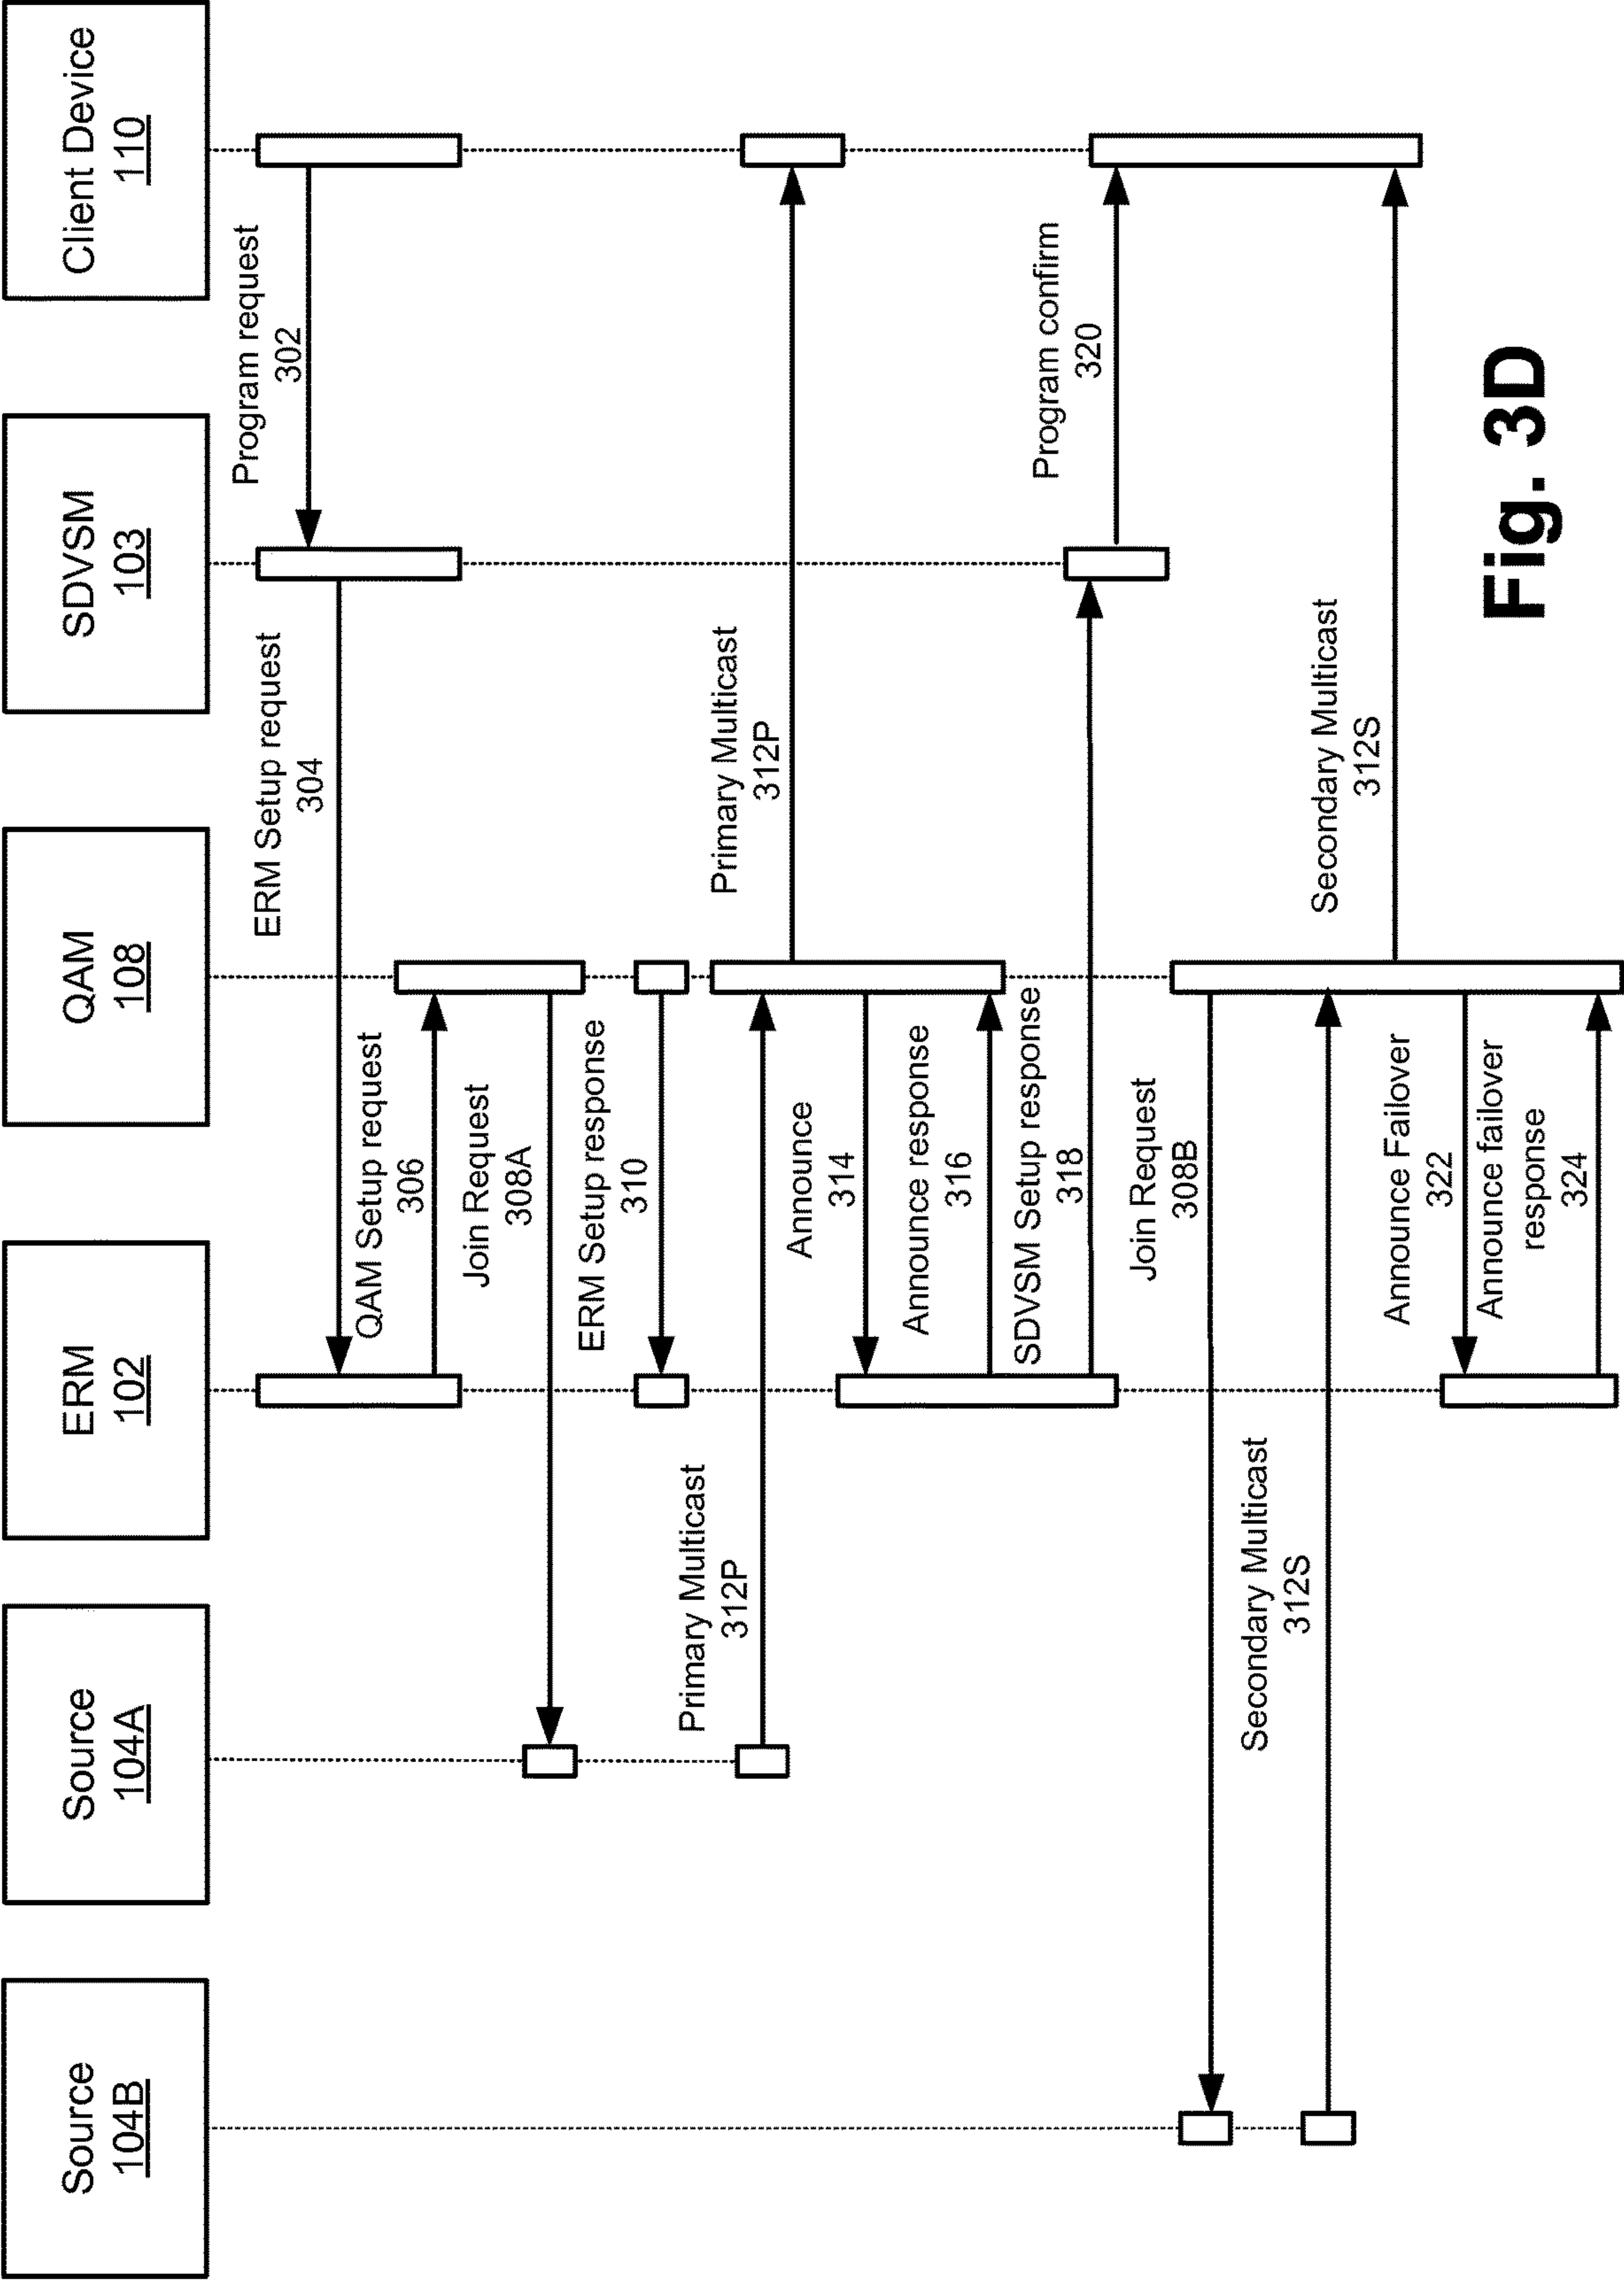 Source
104B
Source
104A
ERM
102
QAM
108
SDVSM
103
Client Device
110
Program request
302
ERM Setup request
304
QAM Setup request
306
Join Request
308A
ERM Setup response
310
Primary Multicast
312P
Primary Multicast
312P
Announce
314
Announce response
316
SDVSM Setup response
318
Program confirm
320
Join Request
308B
Secondary Multicast
312S
Secondary Multicast
312S
Announce Failover
322
Announce failover
response
324
Fig. 3D